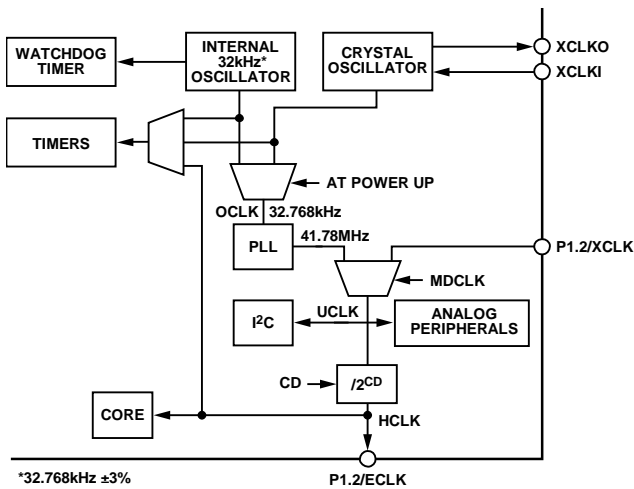 WATCHDOG
TIMER
INTERNAL
32kHz*
OSCILLATOR
CRYSTAL
OSCILLATOR
XCLKO
XCLKI
TIMERS
AT POWER UP
OCLK 32.768kHz
PLL
41.78MHz
P1.2/XCLK
MDCLK
I2C
UCLK
ANALOG
PERIPHERALS
CD
/2CD
CORE
HCLK
*32.768kHz ±3%
P1.2/ECLK